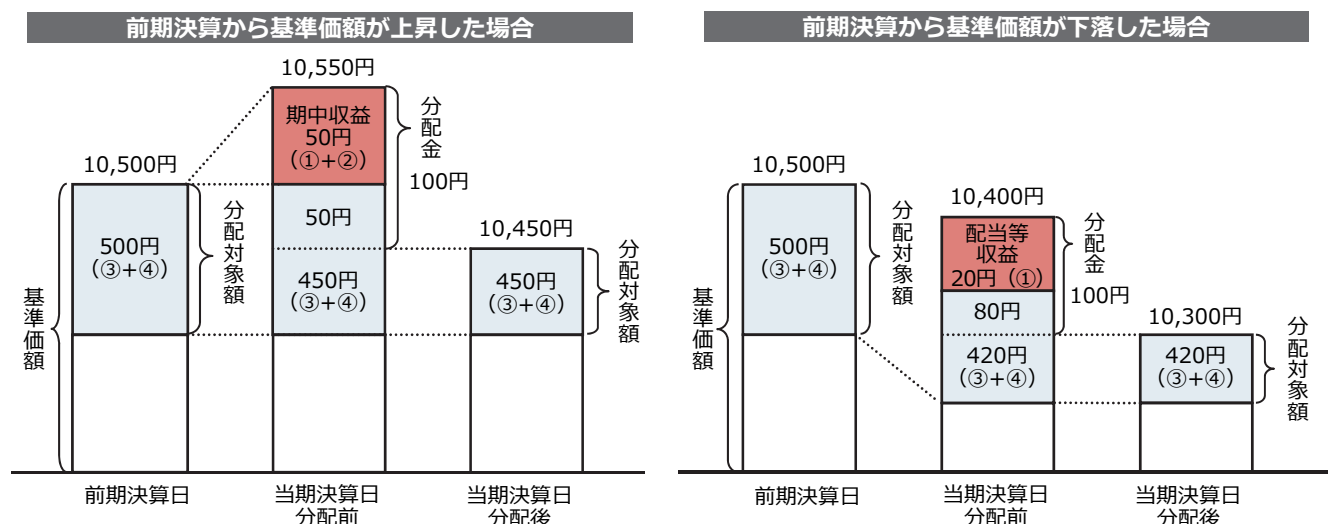 前期決算から基準価額が上昇した場合
10,550円
期中収益
50円
(①+②)
分配金
100円
10,500円
500円
(③+④)
分配対象額
基準価額
50円
450円
(③+④)
10,450円
450円
(③+④)
分配対象額
前期決算日
当期決算日
分配前
当期決算日
分配後
前期決算から基準価額が下落した場合
10,500円
500円
(③+④)
分配対象額
基準価額
10,400円
配当等
収益
20円(①)
分配金
100円
80円
420円
(③+④)
10,300円
420円
(③+④)
分配対象額
前期決算日
当期決算日
分配前
当期決算日
分配後